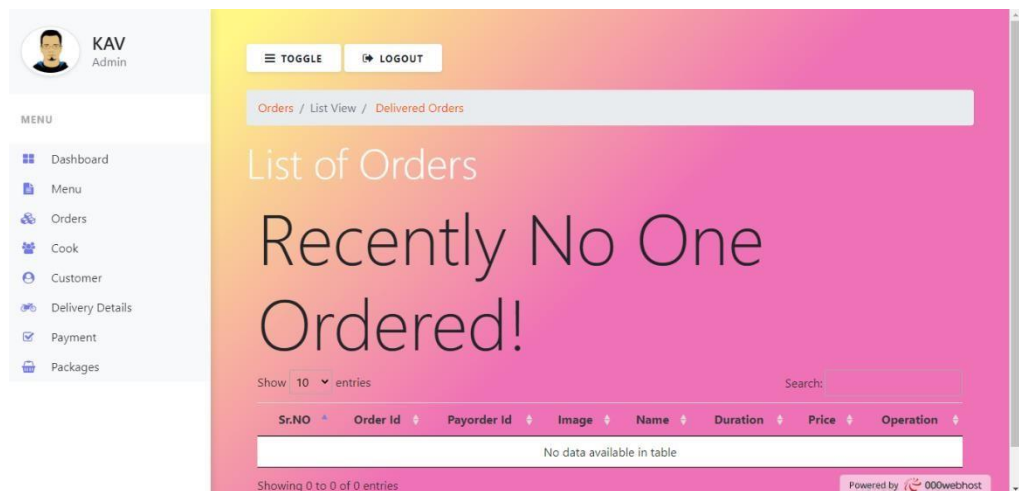 KAV
Admin
MENU
Dashboard
Menu
Orders
Cook
Customer
Delivery Details
Payment
Packages
TOGGLE
LOGOUT
Orders / List View / Delivered Orders
List of Orders
Recently No One
Ordered!
Show 10 entries
Search:
Sr.NO Order Id Payorder Id Image Name Duration Price Operation
No data available in table
Showing 0 to 0 of 0 entries
Powered by 000webhost